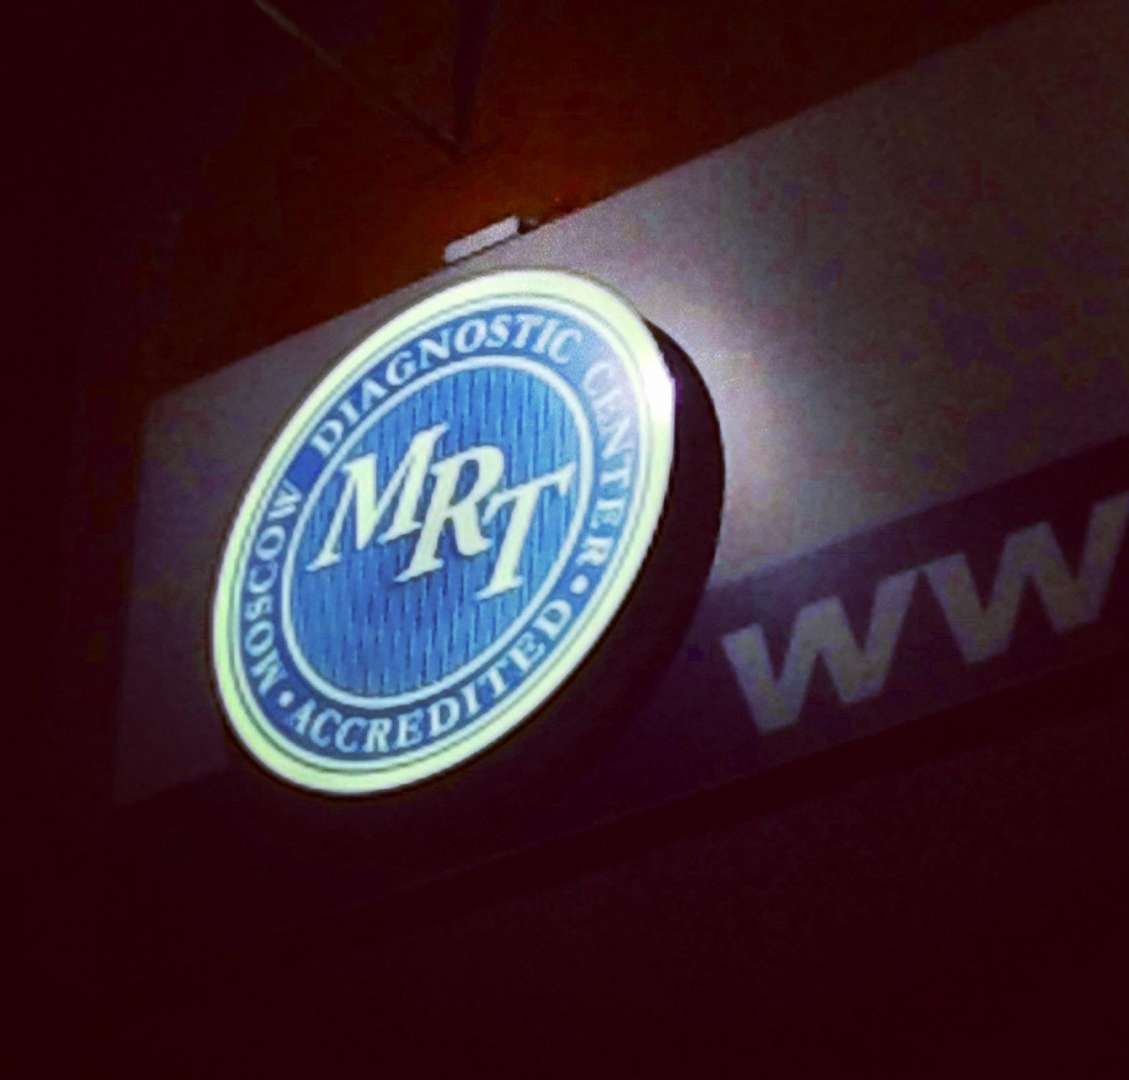 MOSCOW DIAGNOSTIC CENTER
MRT
• ACCREDITED •
WW